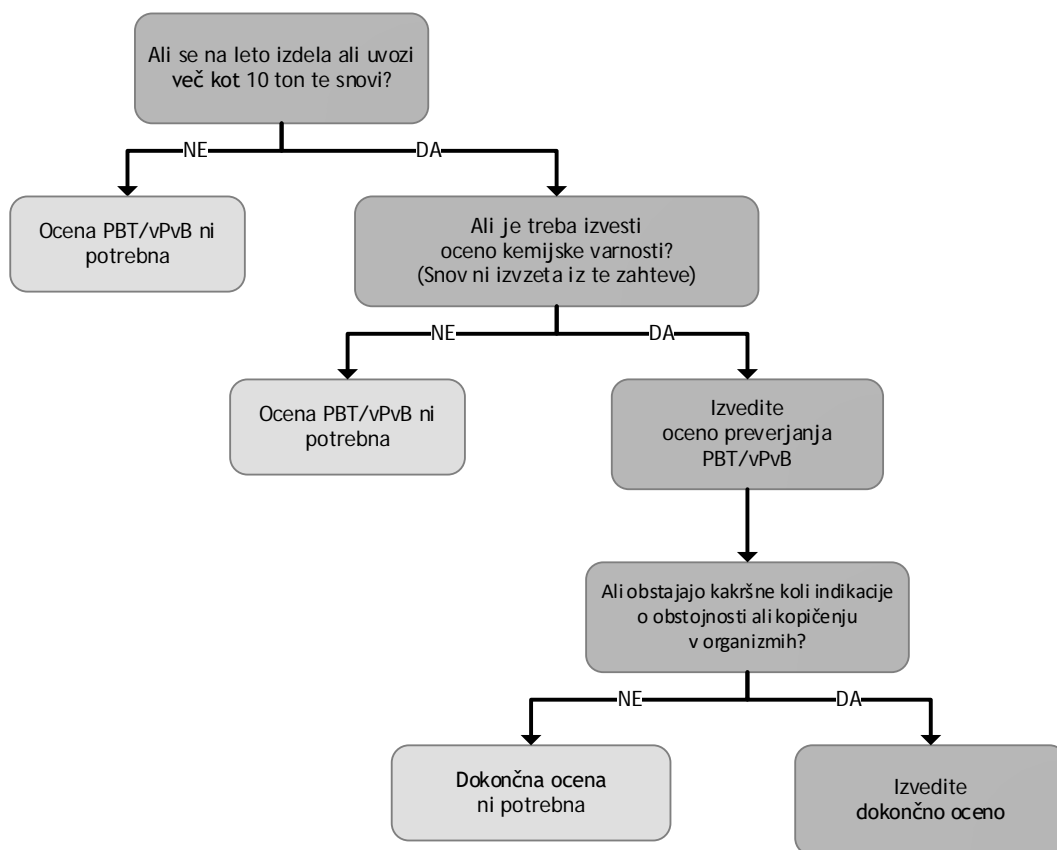 Ali se na leto izdela ali uvozi
več kot 10 ton te snovi?
NE
DA
Ocena PBT/vPvB ni
potrebna
Ali je treba izvesti
oceno kemijske varnosti?
(Snov ni izvzeta iz te zahteve)
NE
DA
Ocena PBT/vPvB ni
potrebna
Izvedite
oceno preverjanja
PBT/vPvB
Ali obstajajo kakršne koli indikacije
o obstojnosti ali kopičenju
v organizmih?
NE
DA
Dokončna ocena
ni potrebna
Izvedite
dokončno oceno